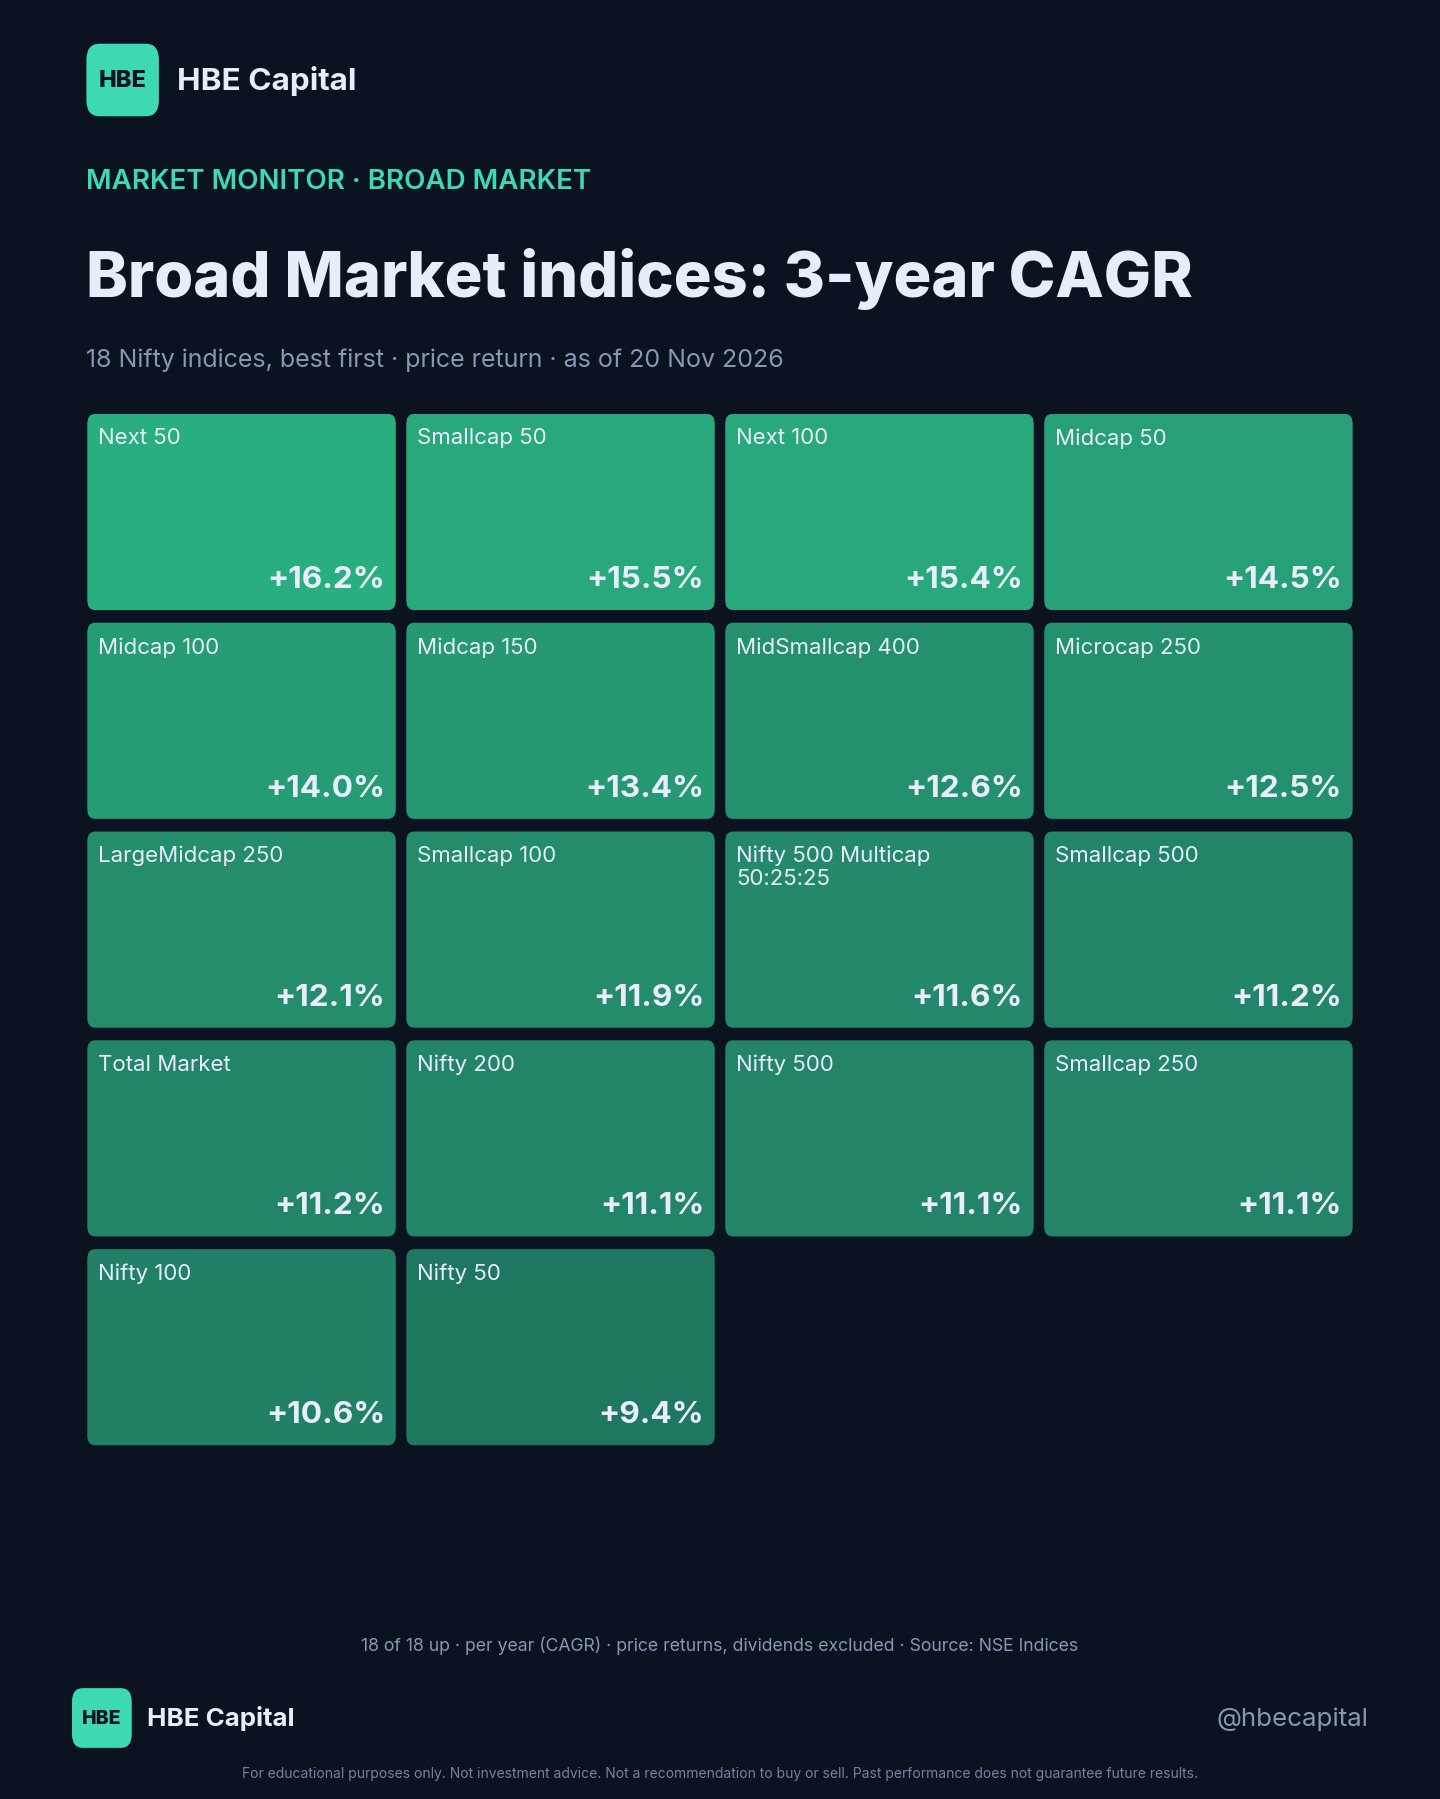 HBE HBE Capital
MARKET MONITOR · BROAD MARKET
Broad Market indices: 3-year CAGR
18 Nifty indices, best first · price return · as of 20 Nov 2026
Next 50
+16.2%
Smallcap 50
+15.5%
Next 100
+15.4%
Midcap 50
+14.5%
Midcap 100
+14.0%
Midcap 150
+13.4%
MidSmallcap 400
+12.6%
Microcap 250
+12.5%
LargeMidcap 250
+12.1%
Smallcap 100
+11.9%
Nifty 500 Multicap
50:25:25
+11.6%
Smallcap 500
+11.2%
Total Market
+11.2%
Nifty 200
+11.1%
Nifty 500
+11.1%
Smallcap 250
+11.1%
Nifty 100
+10.6%
Nifty 50
+9.4%
18 of 18 up · per year (CAGR) · price returns, dividends excluded · Source: NSE Indices
HBE HBE Capital
@hbecapital
For educational purposes only. Not investment advice. Not a recommendation to buy or sell. Past performance does not guarantee future results.